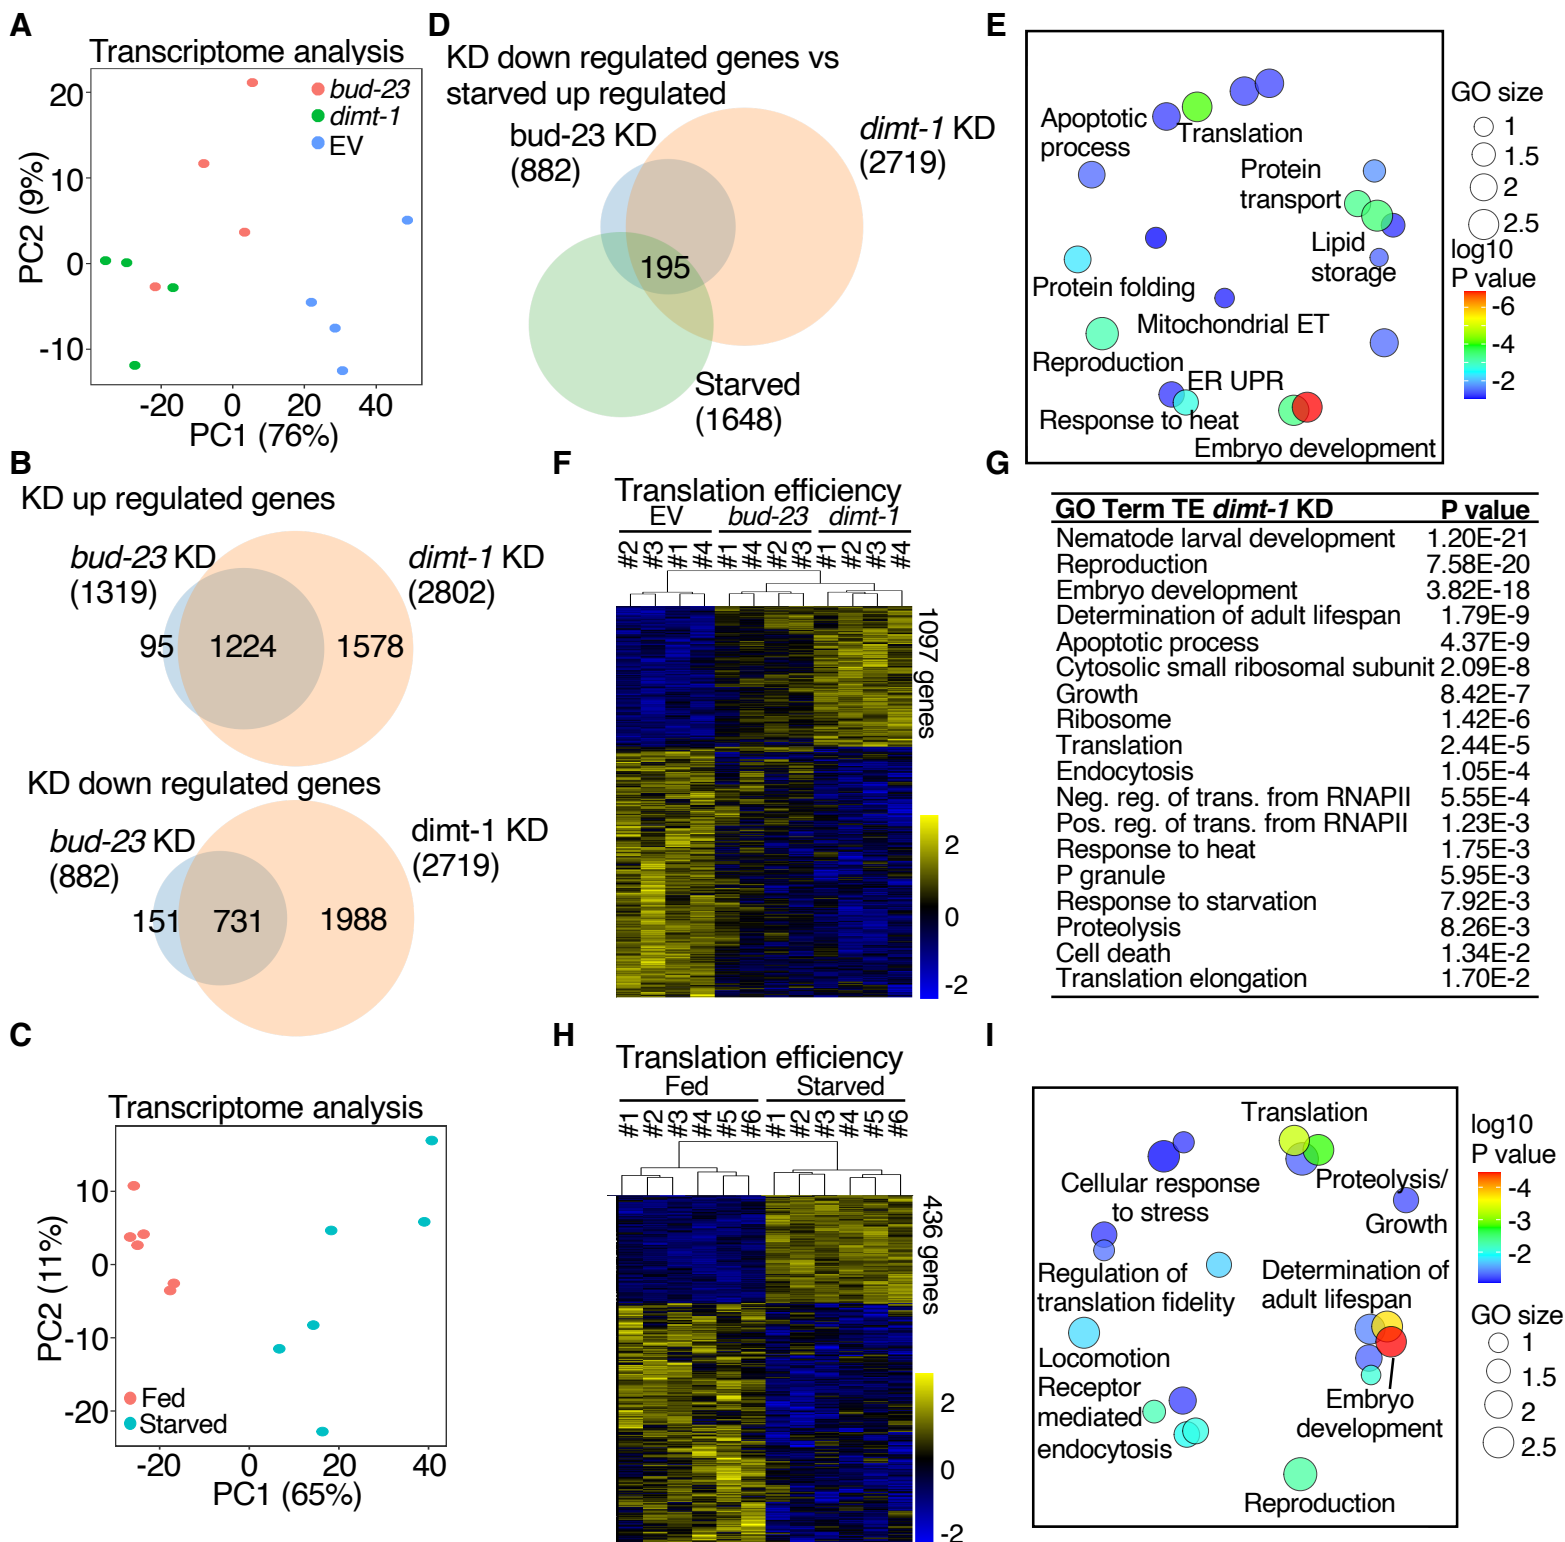 A
Transcriptome analysis
bud-23
dimt-1
EV
20
10
0
-10
PC2 (9%)
-20
0
20
40
PC1 (76%)
B
KD up regulated genes
bud-23 KD
(1319)
dimt-1 KD
(2802)
95
1224
1578
KD down regulated genes
bud-23 KD
(882)
dimt-1 KD
(2719)
151
731
1988
C
Transcriptome analysis
10
0
-10
-20
PC2 (11%)
Fed
Starved
-20
0
20
40
PC1 (65%)
D
KD down regulated genes vs
starved up regulated
bud-23 KD
(882)
dimt-1 KD
(2719)
195
Starved
(1648)
E
Apoptotic
process
Translation
Protein
transport
Lipid
storage
Protein folding
Mitochondrial ET
Reproduction
ER UPR
Response to heat
Embryo development
GO size
1
1.5
2
2.5
log10
P value
-6
-4
-2
F
Translation efficiency
EV
bud-23
dimt-1
#2
#3
#1
#4
#1
#4
#2
#3
#1
#2
#3
#4
1097 genes
2
0
-2
G
GO Term TE dimt-1 KD P value
Nematode larval development 1.20E-21
Reproduction 7.58E-20
Embryo development 3.82E-18
Determination of adult lifespan 1.79E-9
Apoptotic process 4.37E-9
Cytosolic small ribosomal subunit 2.09E-8
Growth 8.42E-7
Ribosome 1.42E-6
Translation 2.44E-5
Endocytosis 1.05E-4
Neg. reg. of trans. from RNAPII 5.55E-4
Pos. reg. of trans. from RNAPII 1.23E-3
Response to heat 1.75E-3
P granule 5.95E-3
Response to starvation 7.92E-3
Proteolysis 8.26E-3
Cell death 1.34E-2
Translation elongation 1.70E-2
H
Translation efficiency
Fed
Starved
#1
#2
#3
#4
#5
#6
#1
#2
#3
#4
#5
#6
436 genes
2
0
-2
I
Translation
Cellular response
to stress
Proteolysis/
Growth
Regulation of
translation fidelity
Determination of
adult lifespan
Locomotion
Receptor
mediated
endocytosis
Embryo
development
Reproduction
log10
P value
-4
-3
-2
GO size
1
1.5
2
2.5